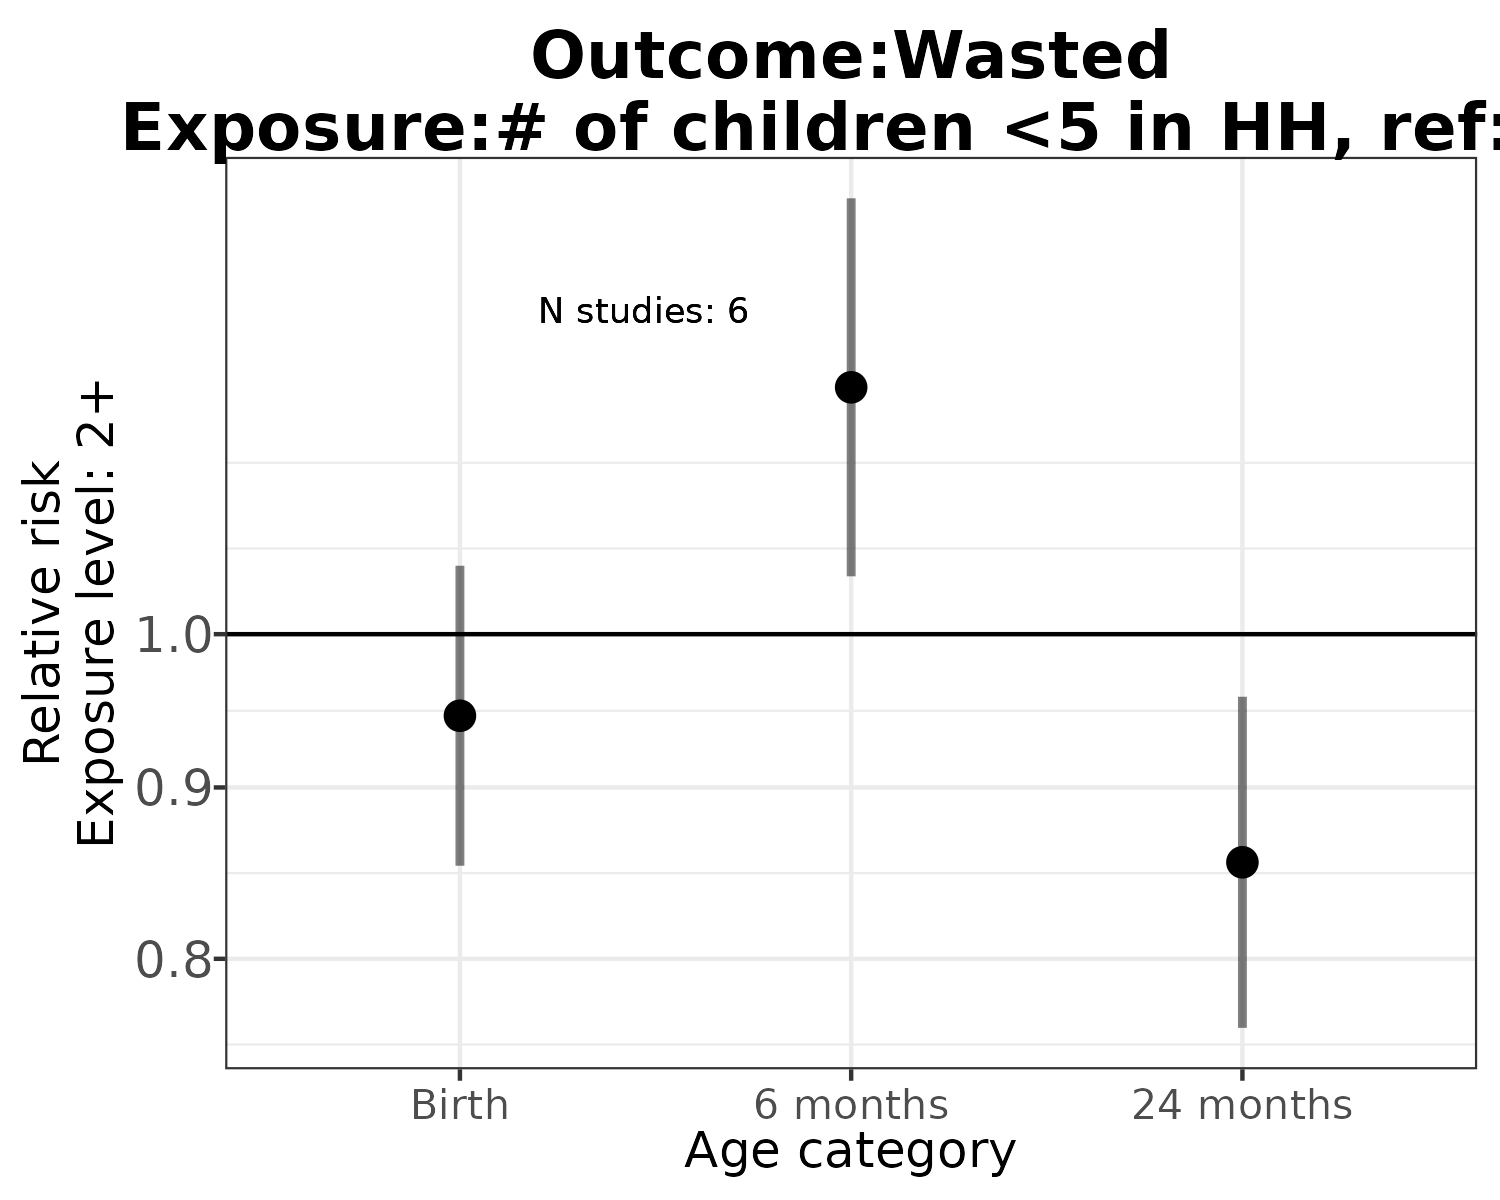 Outcome:Wasted
Exposure:# of children <5 in HH, ref:
N studies: 6
Relative risk
Exposure level: 2+
1.0
0.9
0.8
Birth
6 months
24 months
Age category